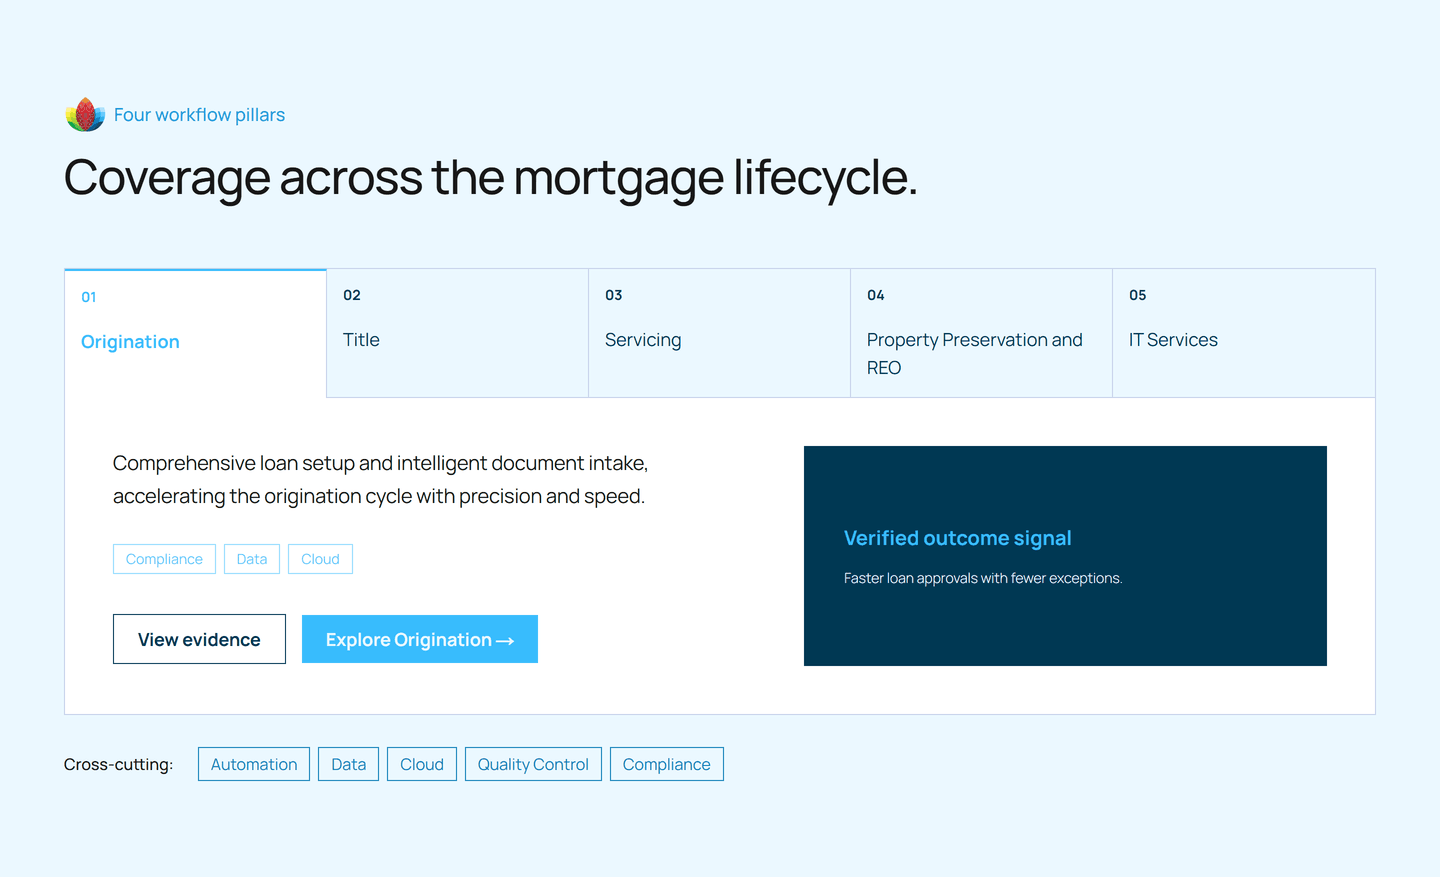 Four workflow pillars
Coverage across the mortgage lifecycle.
01
Origination
02
Title
03
Servicing
04
Property Preservation and
REO
05
IT Services
Comprehensive loan setup and intelligent document intake,
accelerating the origination cycle with precision and speed.
Compliance
Data
Cloud
View evidence
Explore Origination →
Verified outcome signal
Faster loan approvals with fewer exceptions.
Cross-cutting:
Automation
Data
Cloud
Quality Control
Compliance